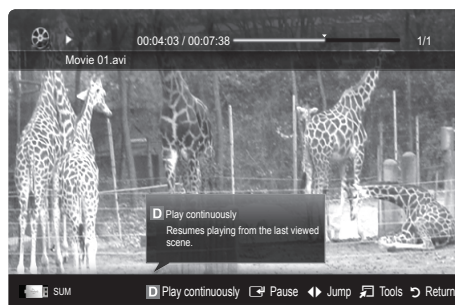 00:04:03 / 00:07:38 1/1
Movie 01.avi
D Play continuously
Resumes playing from the last viewed
scene.
SUM D Play continuously Pause Jump Tools Return